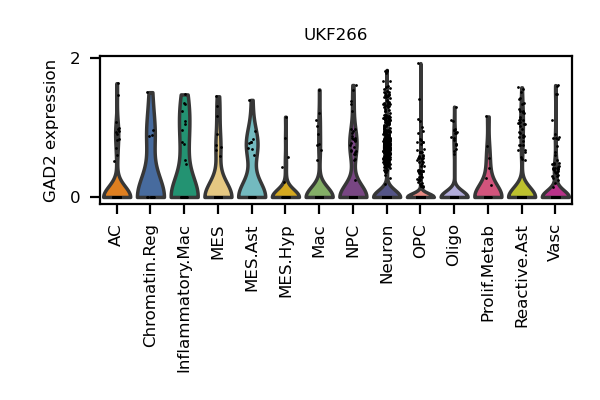 UKF266
GAD2 expression
2
0
AC
Chromatin.Reg
Inflammatory.Mac
MES
MES.Ast
MES.Hyp
Mac
NPC
Neuron
OPC
Oligo
Prolif.Metab
Reactive.Ast
Vasc